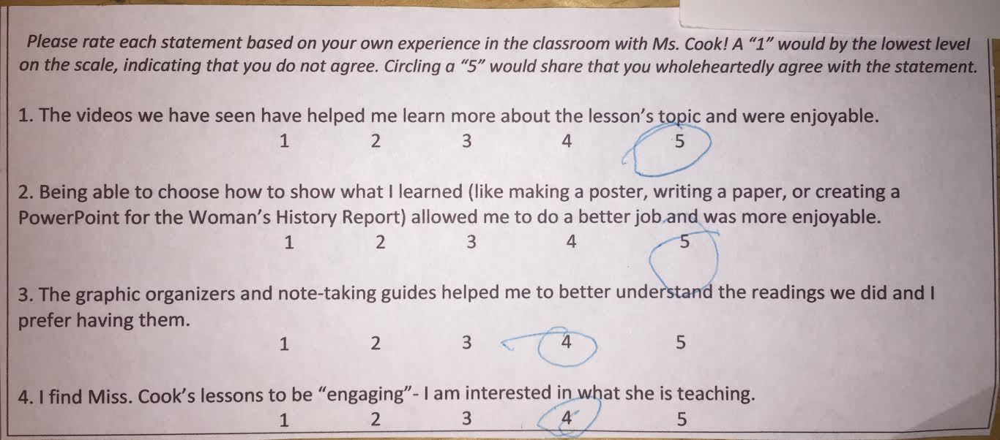 Please rate each statement based on your own experience in the classroom with Ms. Cook! A “1” would by the lowest level
on the scale, indicating that you do not agree. Circling a “5” would share that you wholeheartedly agree with the statement.
1. The videos we have seen have helped me learn more about the lesson’s topic and were enjoyable.
1 2 3 4 5
2. Being able to choose how to show what I learned (like making a poster, writing a paper, or creating a
PowerPoint for the Woman’s History Report) allowed me to do a better job and was more enjoyable.
1 2 3 4 5
3. The graphic organizers and note-taking guides helped me to better understand the readings we did and I
prefer having them.
1 2 3 4 5
4. I find Miss. Cook’s lessons to be “engaging”- I am interested in what she is teaching.
1 2 3 4 5